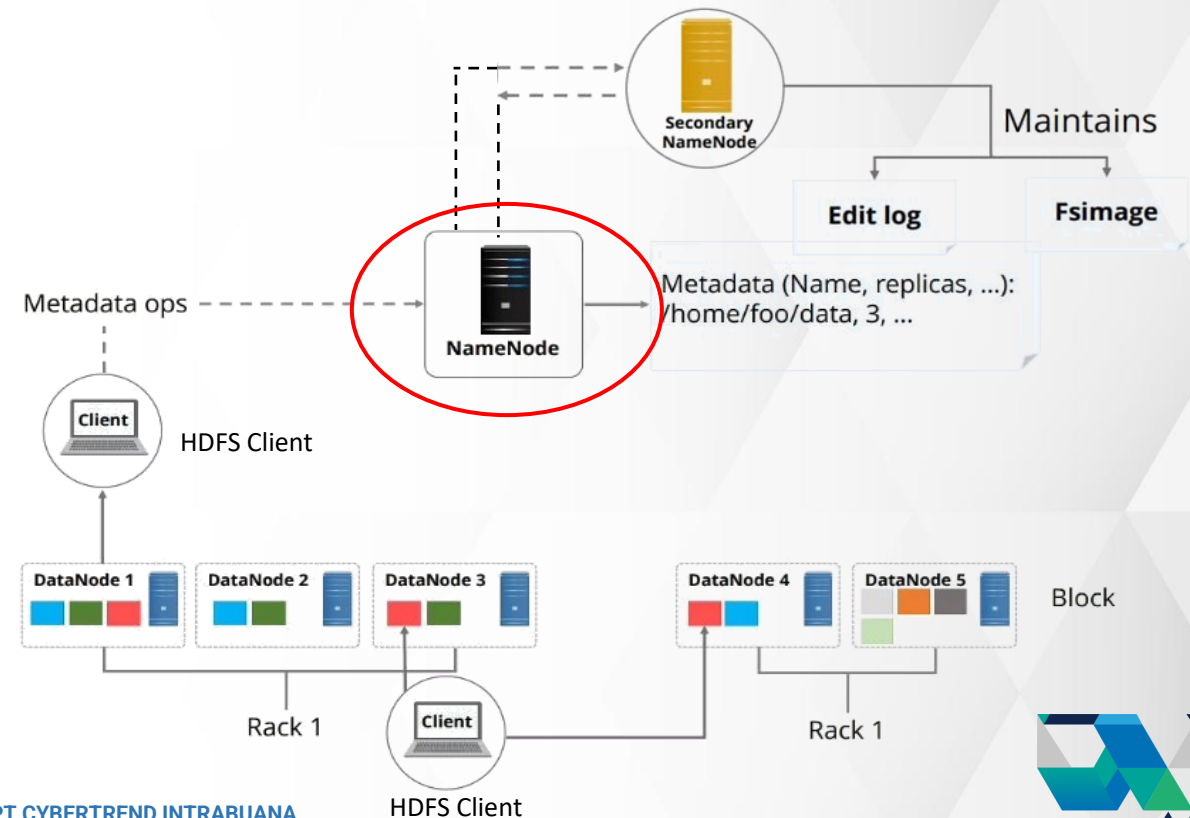 Secondary
NameNode
Maintains
Edit log
Fsimage
Metadata (Name, replicas, ...):
/home/foo/data, 3, ...
Metadata ops
NameNode
Client
HDFS Client
DataNode 1
DataNode 2
DataNode 3
DataNode 4
DataNode 5
Block
Rack 1
Client
Rack 1
HDFS Client
PT CYBERTREND INTRABUANA